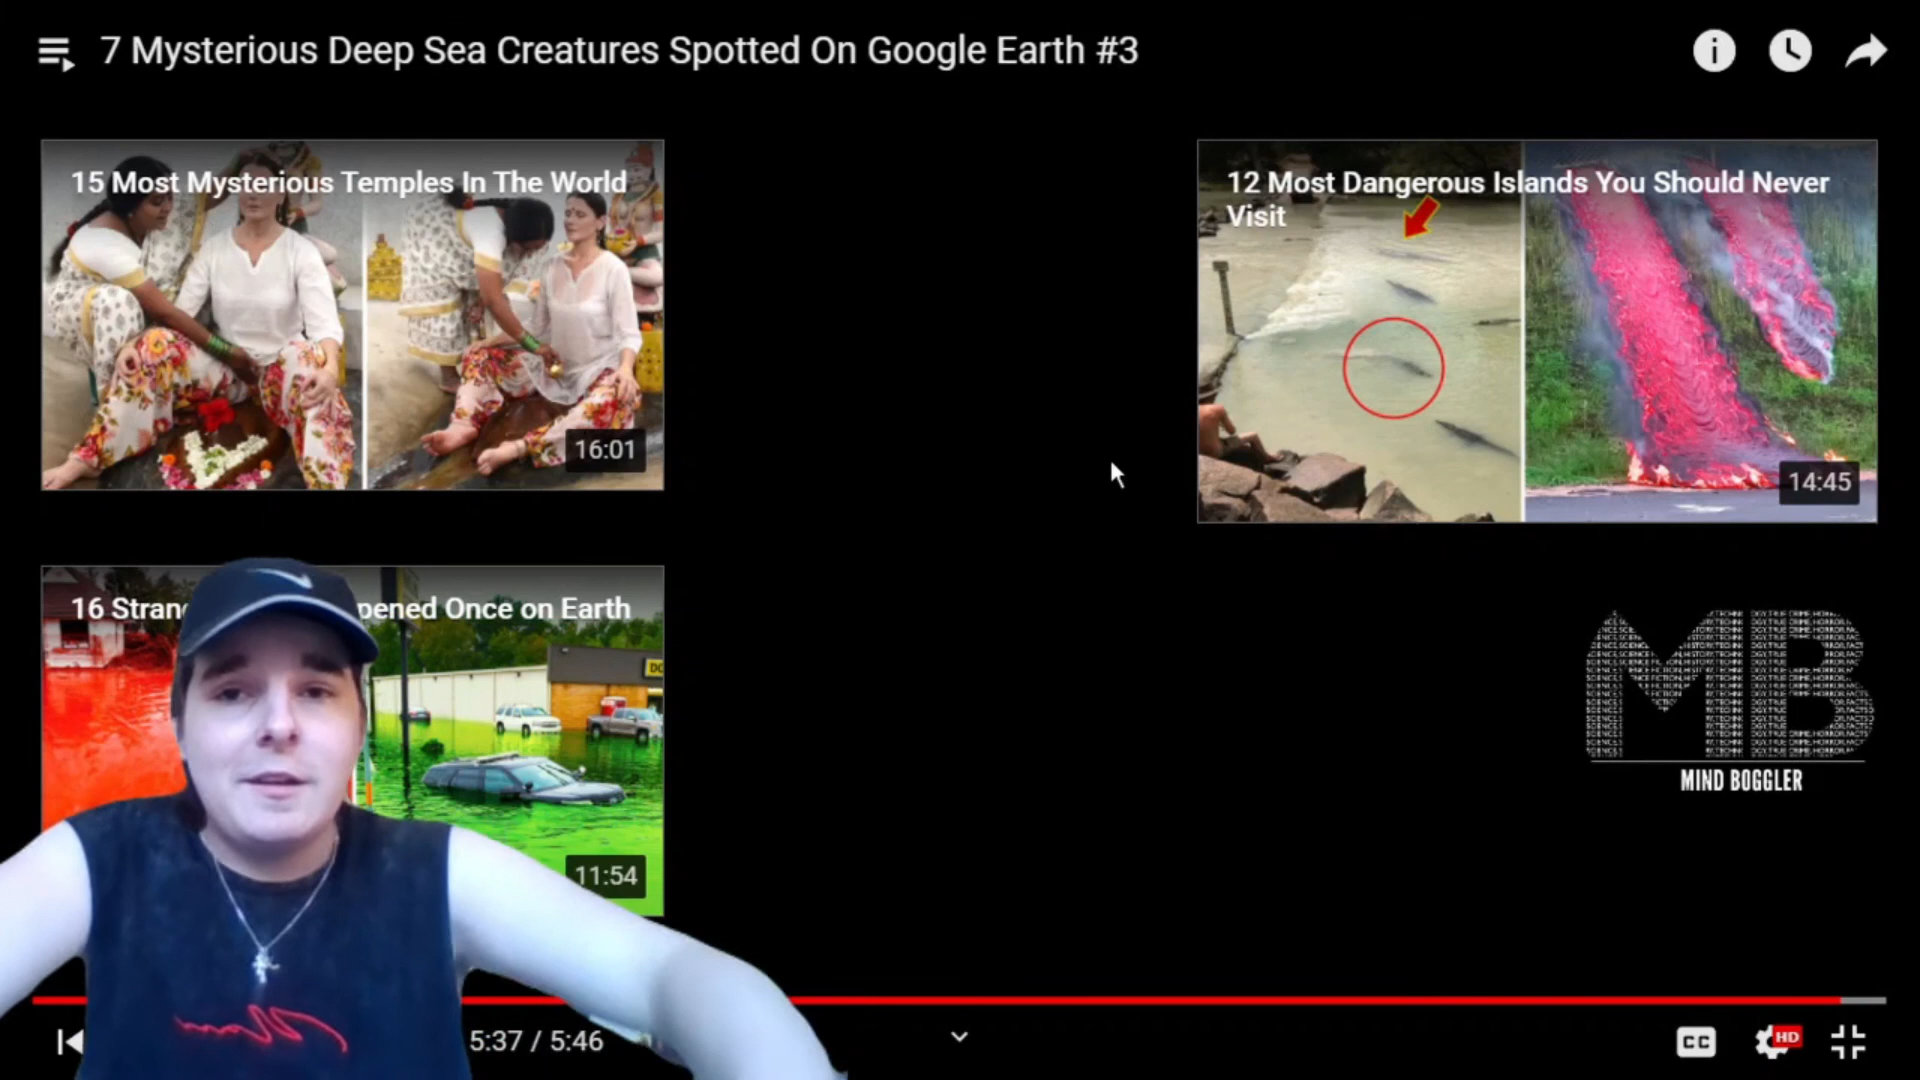 7 Mysterious Deep Sea Creatures Spotted On Google Earth #3
15 Most Mysterious Temples In The World
16:01
12 Most Dangerous Islands You Should Never
Visit
14:45
16 pened Once on Earth
11:54
MB
MIND BOGGLER
5:37 / 5:46
CC
HD